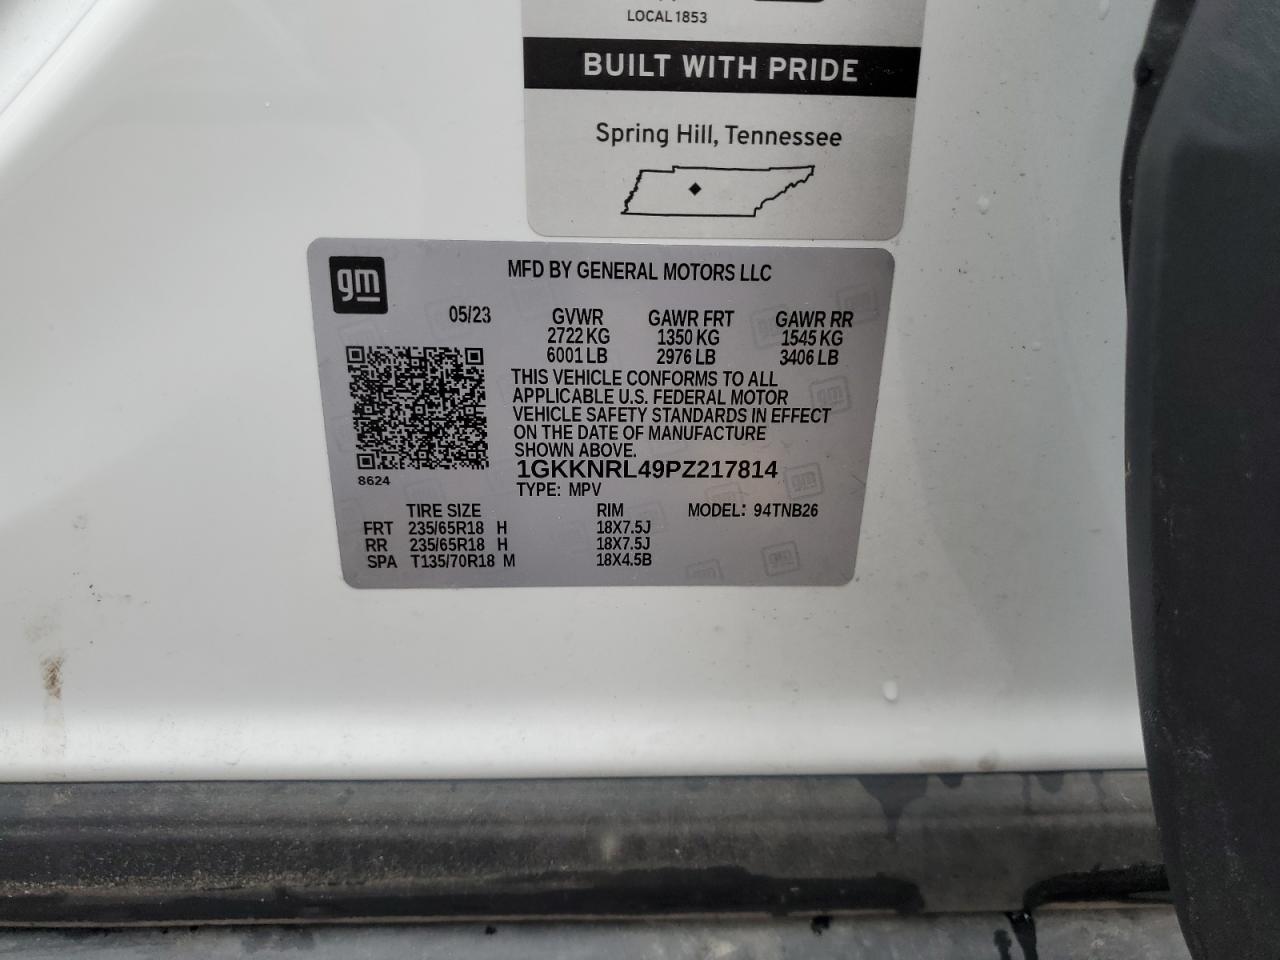 LOCAL 1853
BUILT WITH PRIDE
Spring Hill, Tennessee
gm
MFD BY GENERAL MOTORS LLC
05/23 GVWR GAWR FRT GAWR RR
2722 KG 1350 KG 1545 KG
6001 LB 2976 LB 3406 LB
THIS VEHICLE CONFORMS TO ALL
APPLICABLE U.S. FEDERAL MOTOR
VEHICLE SAFETY STANDARDS IN EFFECT
ON THE DATE OF MANUFACTURE
SHOWN ABOVE.
8624
1GKKNRL49PZ217814
TYPE: MPV
TIRE SIZE RIM MODEL: 94TNB26
FRT 235/65R18 H 18X7.5J
RR 235/65R18 H 18X7.5J
SPA T135/70R18 M 18X4.5B